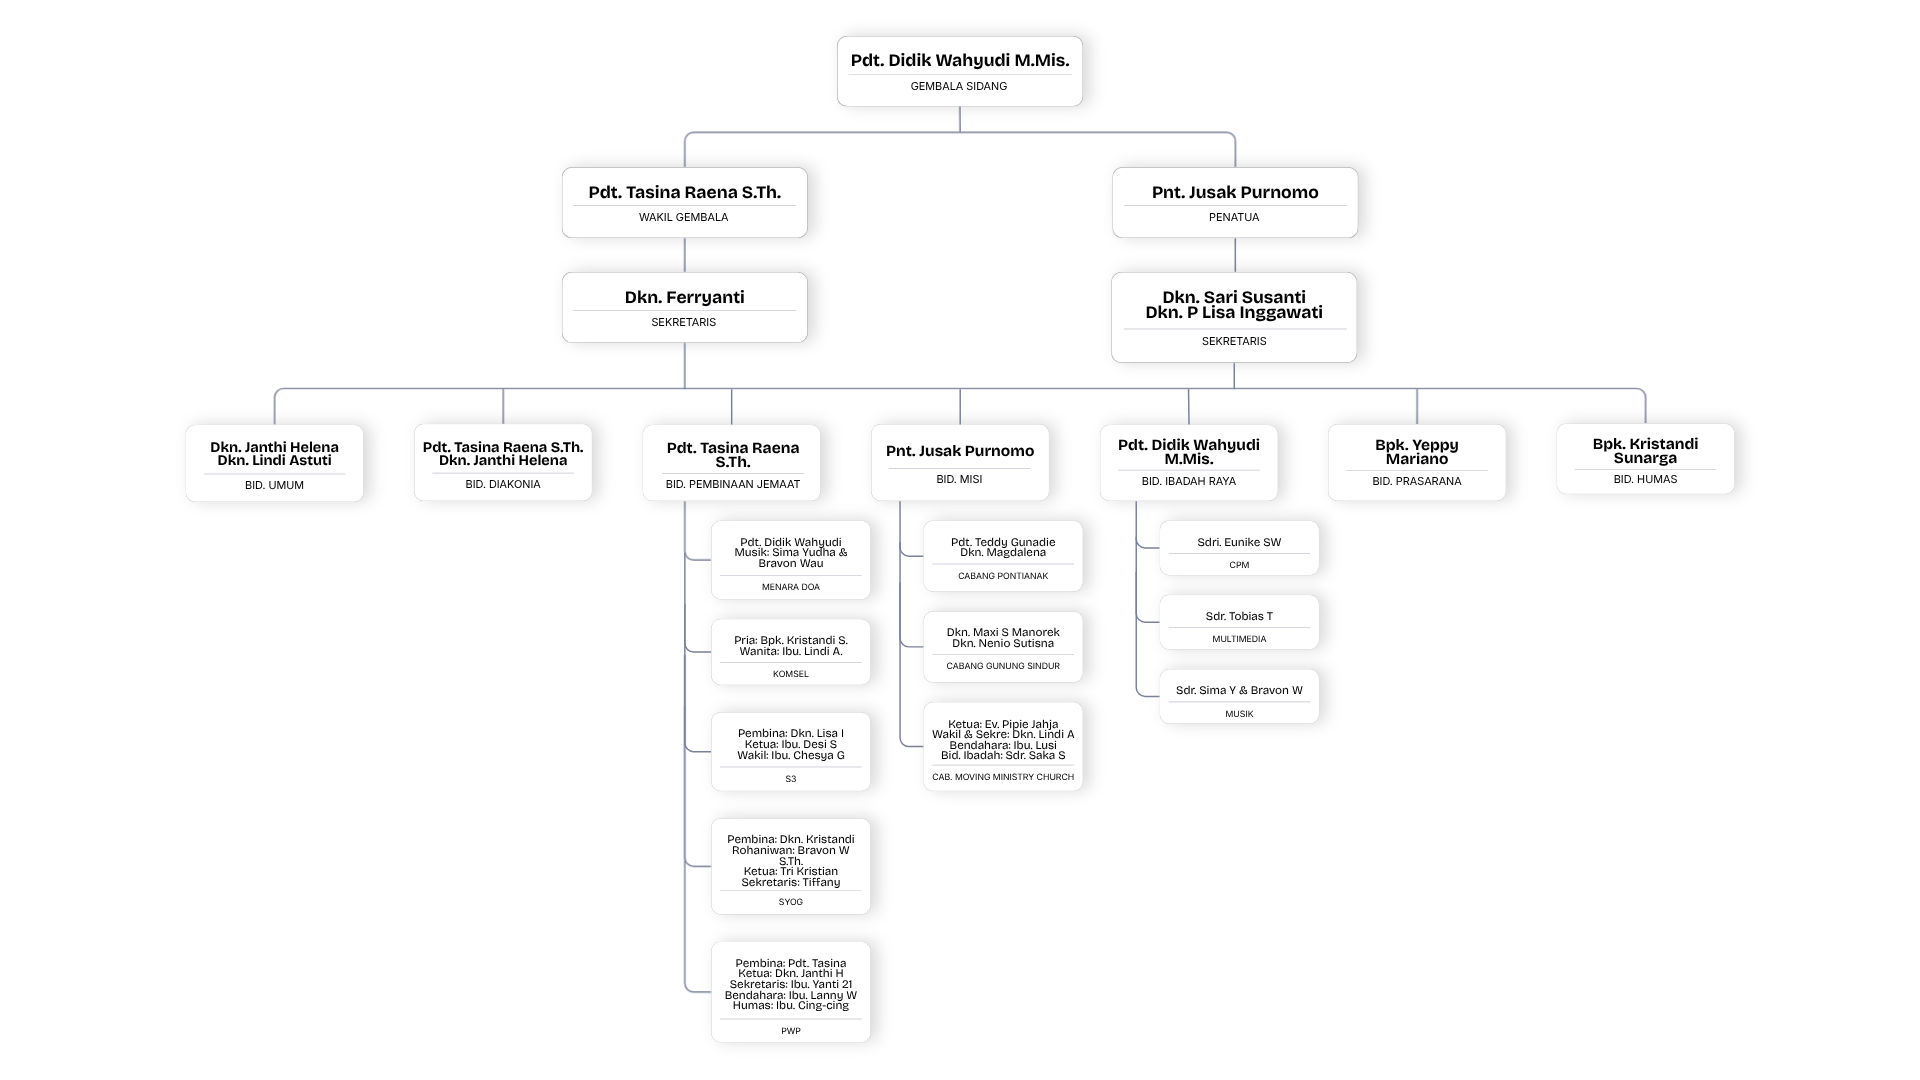 Pdt. Didik Wahyudi M.Mis.
GEMBALA SIDANG
Pdt. Tasina Raena S.Th.
WAKIL GEMBALA
Pnt. Jusak Purnomo
PENATUA
Dkn. Ferryanti
SEKRETARIS
Dkn. Sari Susanti
Dkn. P Lisa Inggawati
SEKRETARIS
Dkn. Janthi Helena
Dkn. Lindi Astuti
BID. UMUM
Pdt. Tasina Raena S.Th.
Dkn. Janthi Helena
BID. DIAKONIA
Pdt. Tasina Raena
S.Th.
BID. PEMBINAAN JEMAAT
Pnt. Jusak Purnomo
BID. MISI
Pdt. Didik Wahyudi
M.Mis.
BID. IBADAH RAYA
Bpk. Yeppy
Mariano
BID. PRASARANA
Bpk. Kristandi
Sunarga
BID. HUMAS
Pdt. Didik Wahyudi
Musik: Sima Yudha &
Bravon Wau
MENARA DOA
Pria: Bpk. Kristandi S.
Wanita: Ibu. Lindi A.
KOMSEL
Pembina: Dkn. Lisa I
Ketua: Ibu. Desi S
Wakil: Ibu. Chesya G
S3
Pembina: Dkn. Kristandi
Rohaniwan: Bravon W
S.Th.
Ketua: Tri Kristian
Sekretaris: Tiffany
SYOG
Pembina: Pdt. Tasina
Ketua: Dkn. Janthi H
Sekretaris: Ibu. Yanti 21
Bendahara: Ibu. Lanny W
Humas: Ibu. Cing-cing
PWP
Pdt. Teddy Gunadie
Dkn. Magdalena
CABANG PONTIANAK
Dkn. Maxi S Manorek
Dkn. Nenio Sutisna
CABANG GUNUNG SINDUR
Ketua: Ev. Pipie Jahja
Wakil & Sekre: Dkn. Lindi A
Bendahara: Ibu. Lusi
Bid. Ibadah: Sdr. Saka S
CAB. MOVING MINISTRY CHURCH
Sdri. Eunike SW
CPM
Sdr. Tobias T
MULTIMEDIA
Sdr. Sima Y & Bravon W
MUSIK